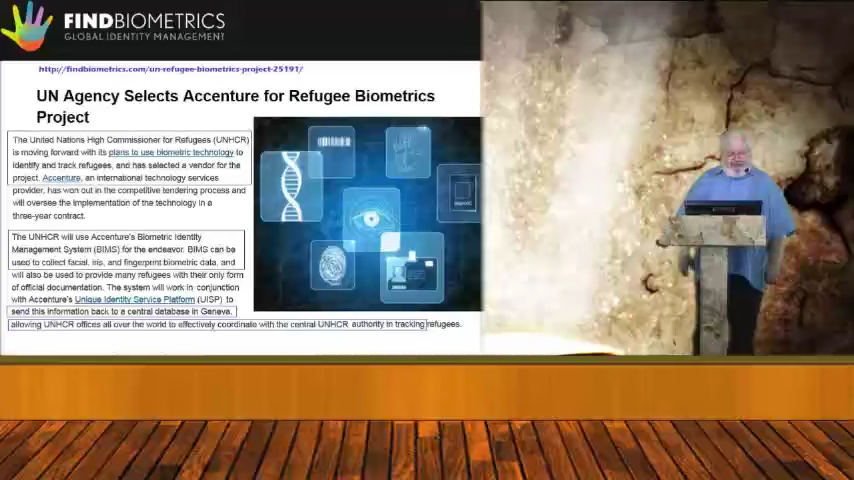 FINDBIOMETRICS
GLOBAL IDENTITY MANAGEMENT
http://findbiometrics.com/un-refugee-biometrics-project-25191/
UN Agency Selects Accenture for Refugee Biometrics
Project
The United Nations High Commissioner for Refugees (UNHCR)
is moving forward with its plans to use biometric technology to
identify and track refugees, and has selected a vendor for the
project. Accenture, an international technology services
provider, has won out in the competitive tendering process and
will oversee the implementation of the technology in a
three-year contract.
The UNHCR will use Accenture's Biometric Identity
Management System (BIMS) for the endeavor. BIMS can be
used to collect facial, iris, and fingerprint biometric data, and
will also be used to provide many refugees with their only form
of official documentation. The system will work in conjunction
with Accenture's Unique Identity Service Platform (UISP) to
send this information back to a central database in Geneva,
allowing UNHCR offices all over the world to effectively coordinate with the central UNHCR authority in tracking refugees.